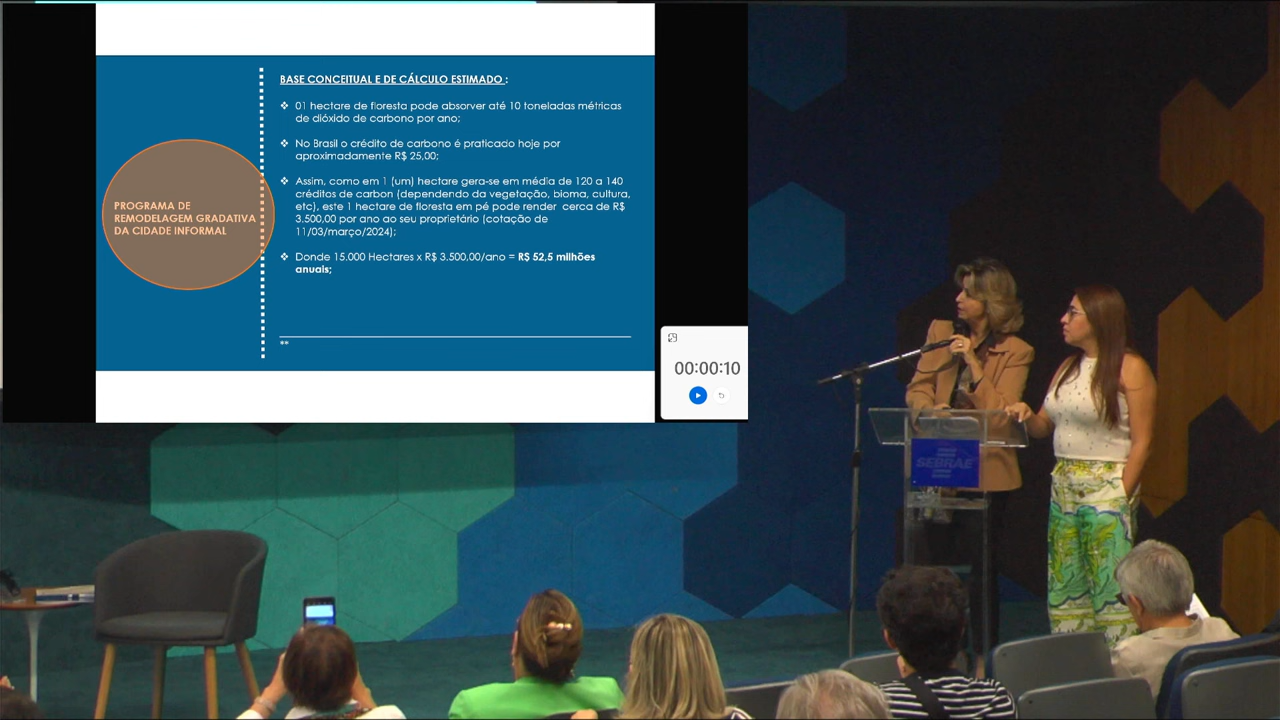 BASE CONCEITUAL E DE CÁLCULO ESTIMADO :
❖ 01 hectare de floresta pode absorver até 10 toneladas métricas
de dióxido de carbono por ano;
❖ No Brasil o crédito de carbono é praticado hoje por
aproximadamente R$ 25,00;
❖ Assim, como em 1 (um) hectare gera-se em média de 120 a 140
créditos de carbon (dependendo da vegetação, bioma, cultura,
etc), este 1 hectare de floresta em pé pode render cerca de R$
3.500,00 por ano ao seu proprietário (cotação de
11/03/março/2024);
❖ Donde 15.000 Hectares x R$ 3.500,00/ano = R$ 52,5 milhões
anuais;
**
PROGRAMA DE
REMODELAGEM GRADATIVA
DA CIDADE INFORMAL
00:00:10
SEBRAE